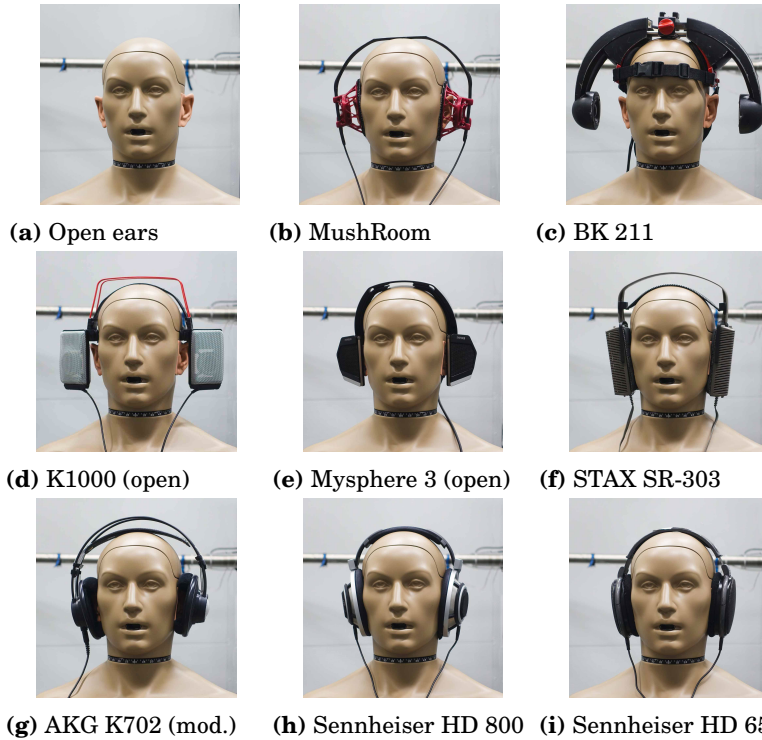 (a) Open ears
(b) MushRoom
(c) BK 211
(d) K1000 (open)
(e) Mysphere 3 (open)
(f) STAX SR-303
(g) AKG K702 (mod.)
(h) Sennheiser HD 800
(i) Sennheiser HD 65